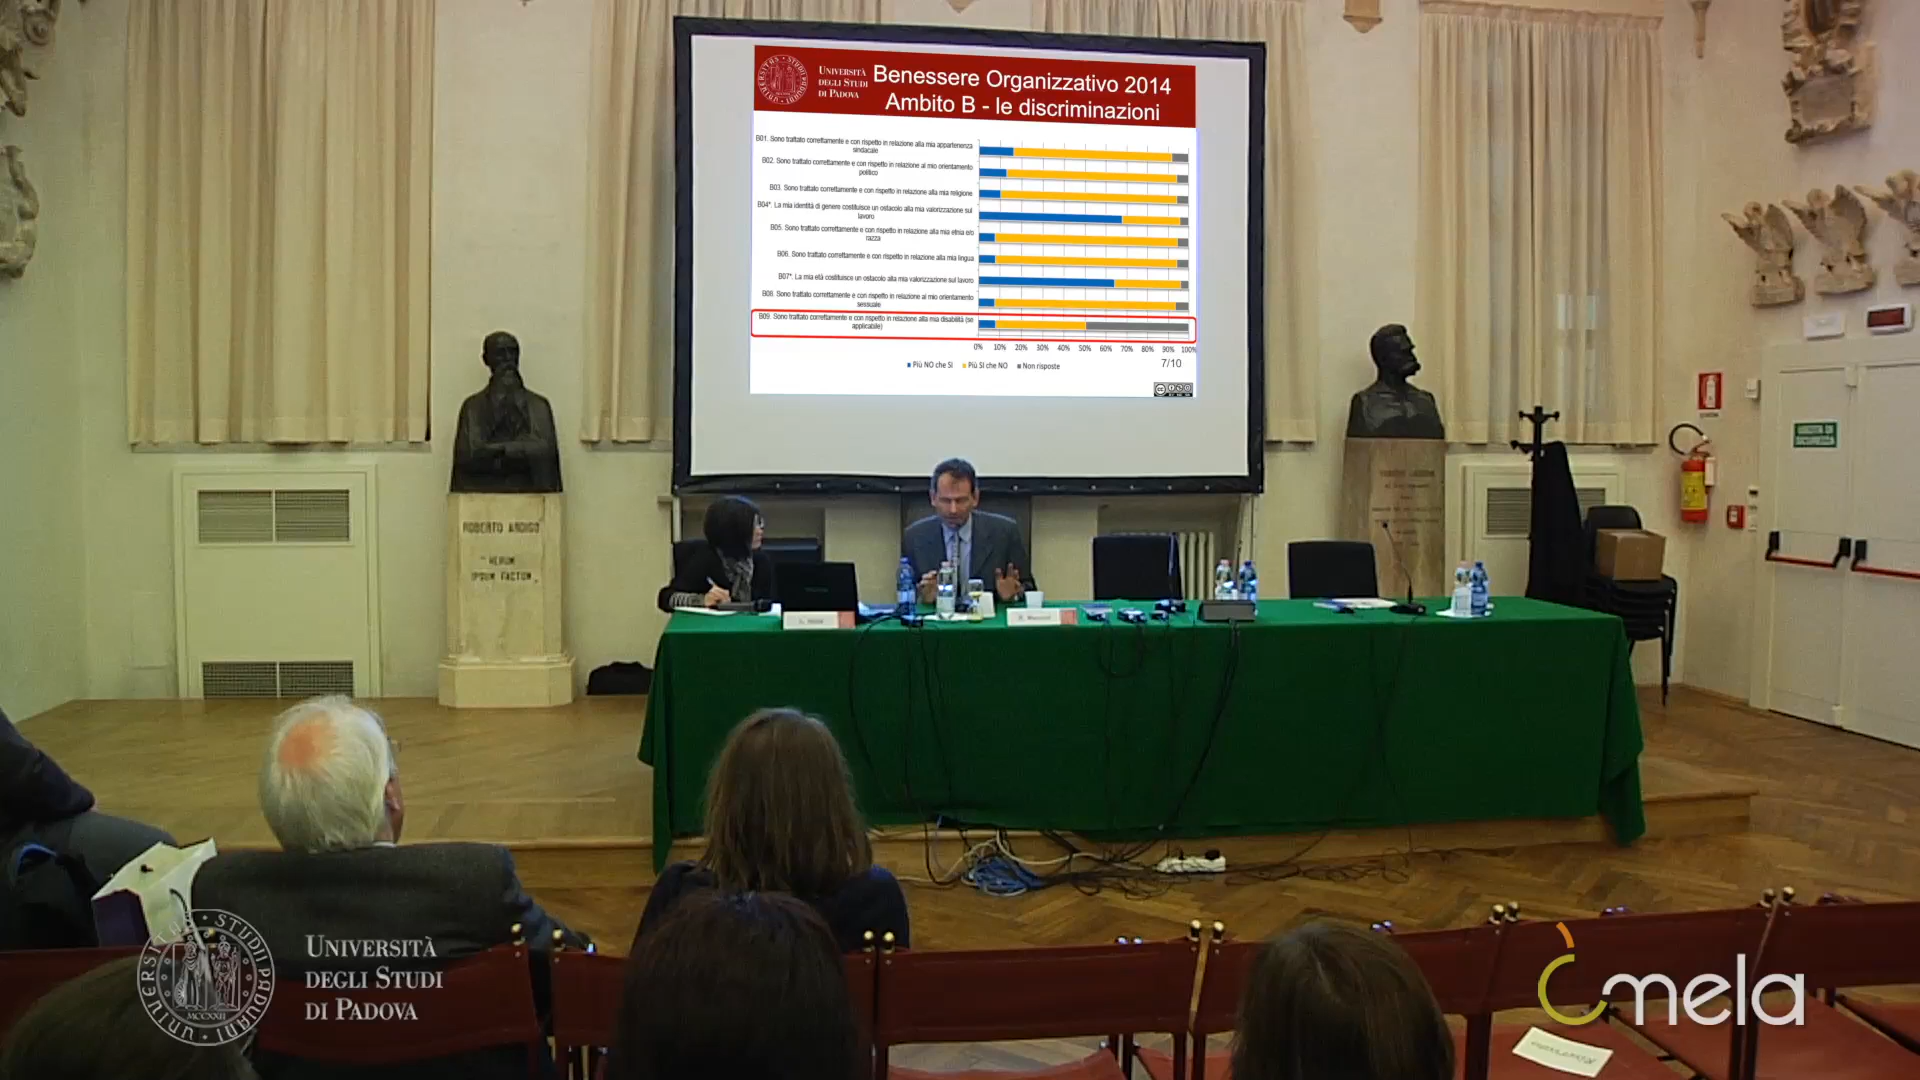 UNIVERSITÀ
DEGLI STUDI
DI PADOVA
Benessere Organizzativo 2014
Ambito B - le discriminazioni
B01. Sono trattato correttamente e con rispetto in relazione alla mia appartenenza
sindacale
B02. Sono trattato correttamente e con rispetto in relazione al mio orientamento
politico
B03. Sono trattato correttamente e con rispetto in relazione alla mia religione
B04*. La mia identità di genere costituisce un ostacolo alla mia valorizzazione sul
lavoro
B05. Sono trattato correttamente e con rispetto in relazione alla mia etnia e/o
razza
B06. Sono trattato correttamente e con rispetto in relazione alla mia lingua
B07*. La mia età costituisce un ostacolo alla mia valorizzazione sul lavoro
B08. Sono trattato correttamente e con rispetto in relazione al mio orientamento
sessuale
B09. Sono trattato correttamente e con rispetto in relazione alla mia disabilità (se
applicabile)
0% 10% 20% 30% 40% 50% 60% 70% 80% 90% 100%
Più NO che SI Più SI che NO Non risposte
7/10
ROBERTO ARDIGO
"RERUM
IPSUM FACTUM"
UNIVERSITÀ
DEGLI STUDI
DI PADOVA
MCCXXII
cmela